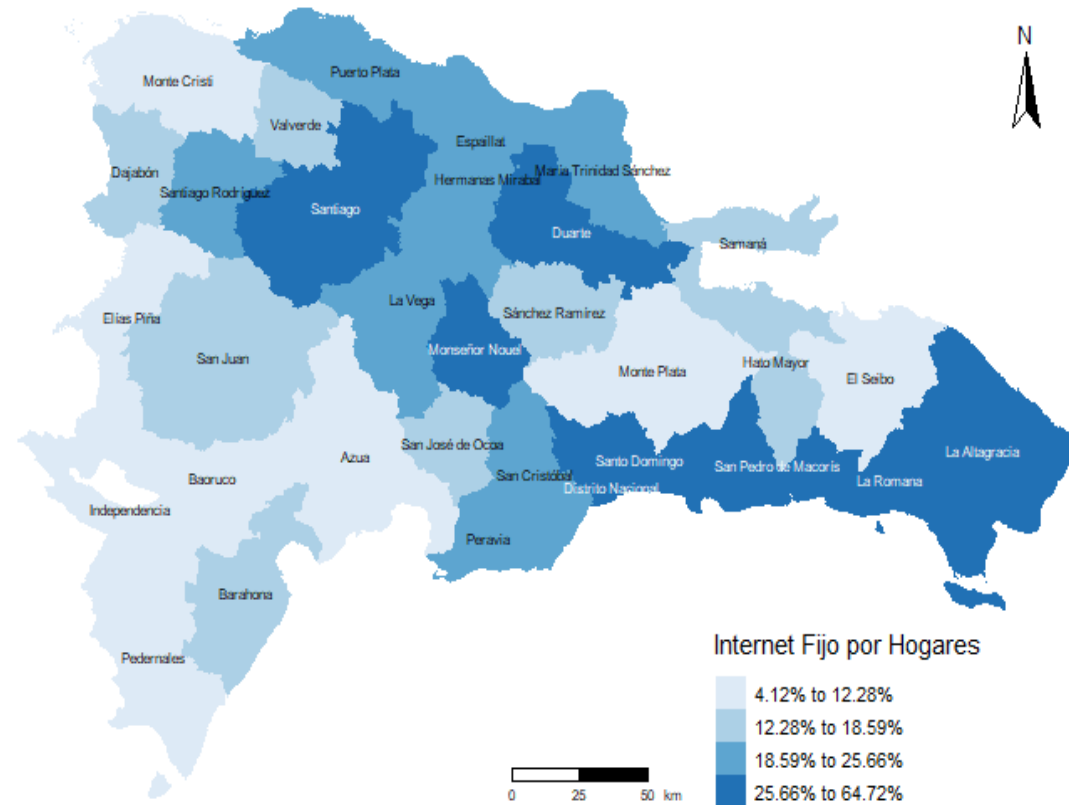 N
Puerto Plata
Monte Cristi
Valverde
Espaillat
Dajabón
María Trinidad Sánchez
Hermanas Mirabal
Santiago Rodríguez
Santiago
Duarte
Samaná
La Vega
Sánchez Ramírez
Elías Piña
Monseñor Nouel
San Juan
Hato Mayor
Monte Plata
El Seibo
San José de Ocoa
La Altagracia
Azua
Santo Domingo
San Pedro de Macorís
San Cristóbal
Baoruco
La Romana
Distrito Nacional
Independencia
Peravia
Barahona
Pedernales
Internet Fijo por Hogares
4.12% to 12.28%
12.28% to 18.59%
18.59% to 25.66%
25.66% to 64.72%
0 25 50 km